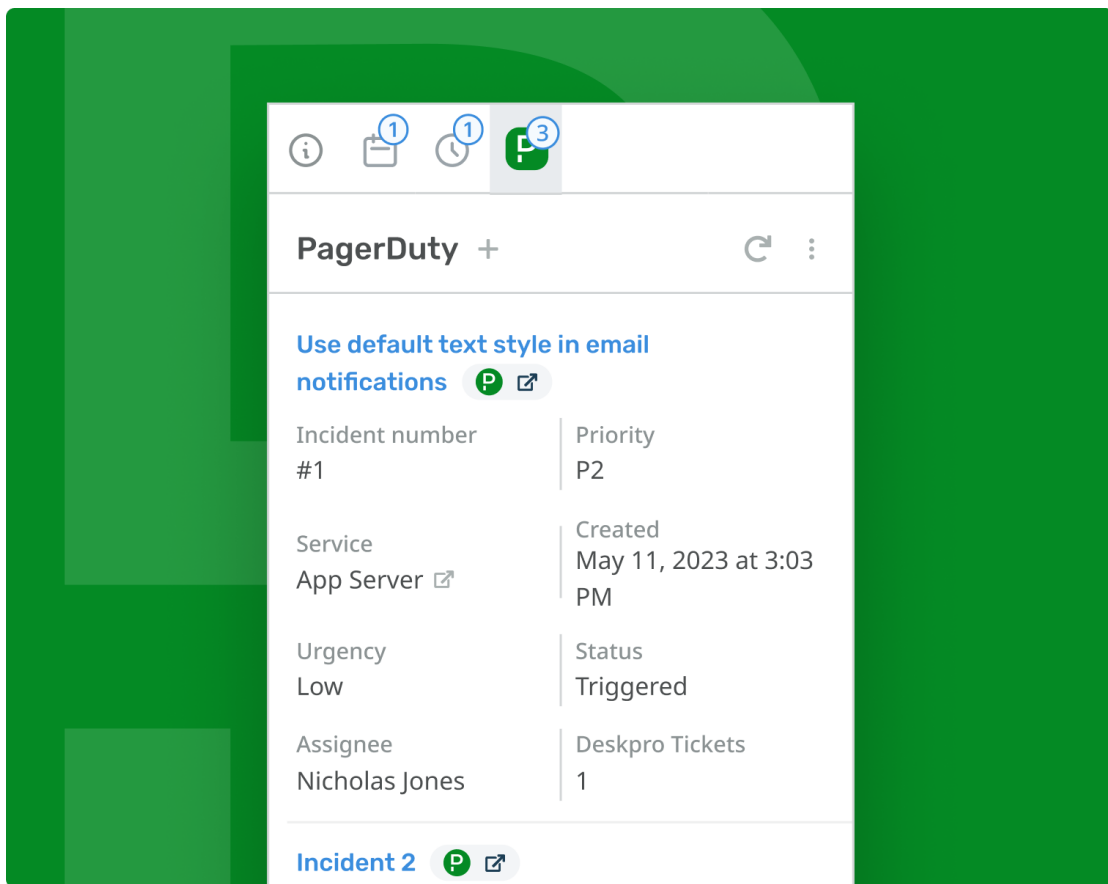 1 1 3
PagerDuty
Use default text style in email
notifications
Incident number Priority
#1 P2
Service Created
App Server May 11, 2023 at 3:03
PM
Urgency Status
Low Triggered
Assignee Deskpro Tickets
Nicholas Jones 1
Incident 2